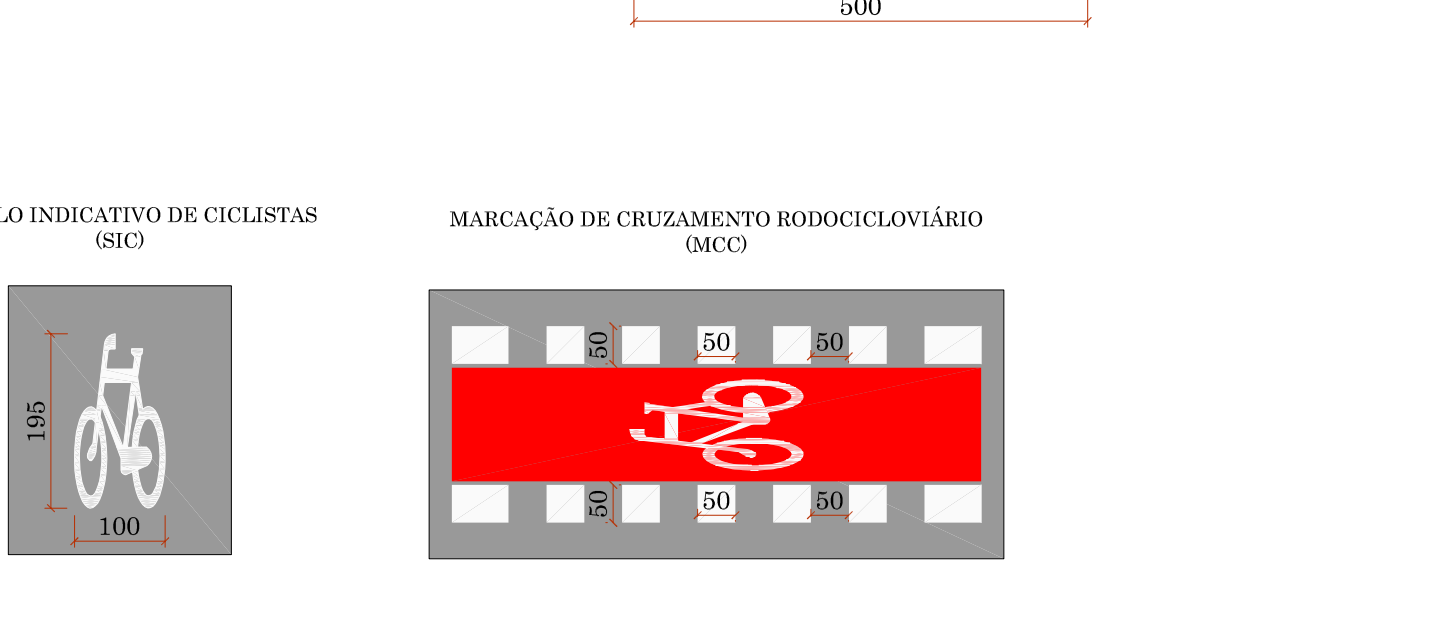 500
LO INDICATIVO DE CICLISTAS
(SIC)
MARCAÇÃO DE CRUZAMENTO RODOCICLOVIÁRIO
(MCC)
50
50
50
195
50
50
50
100